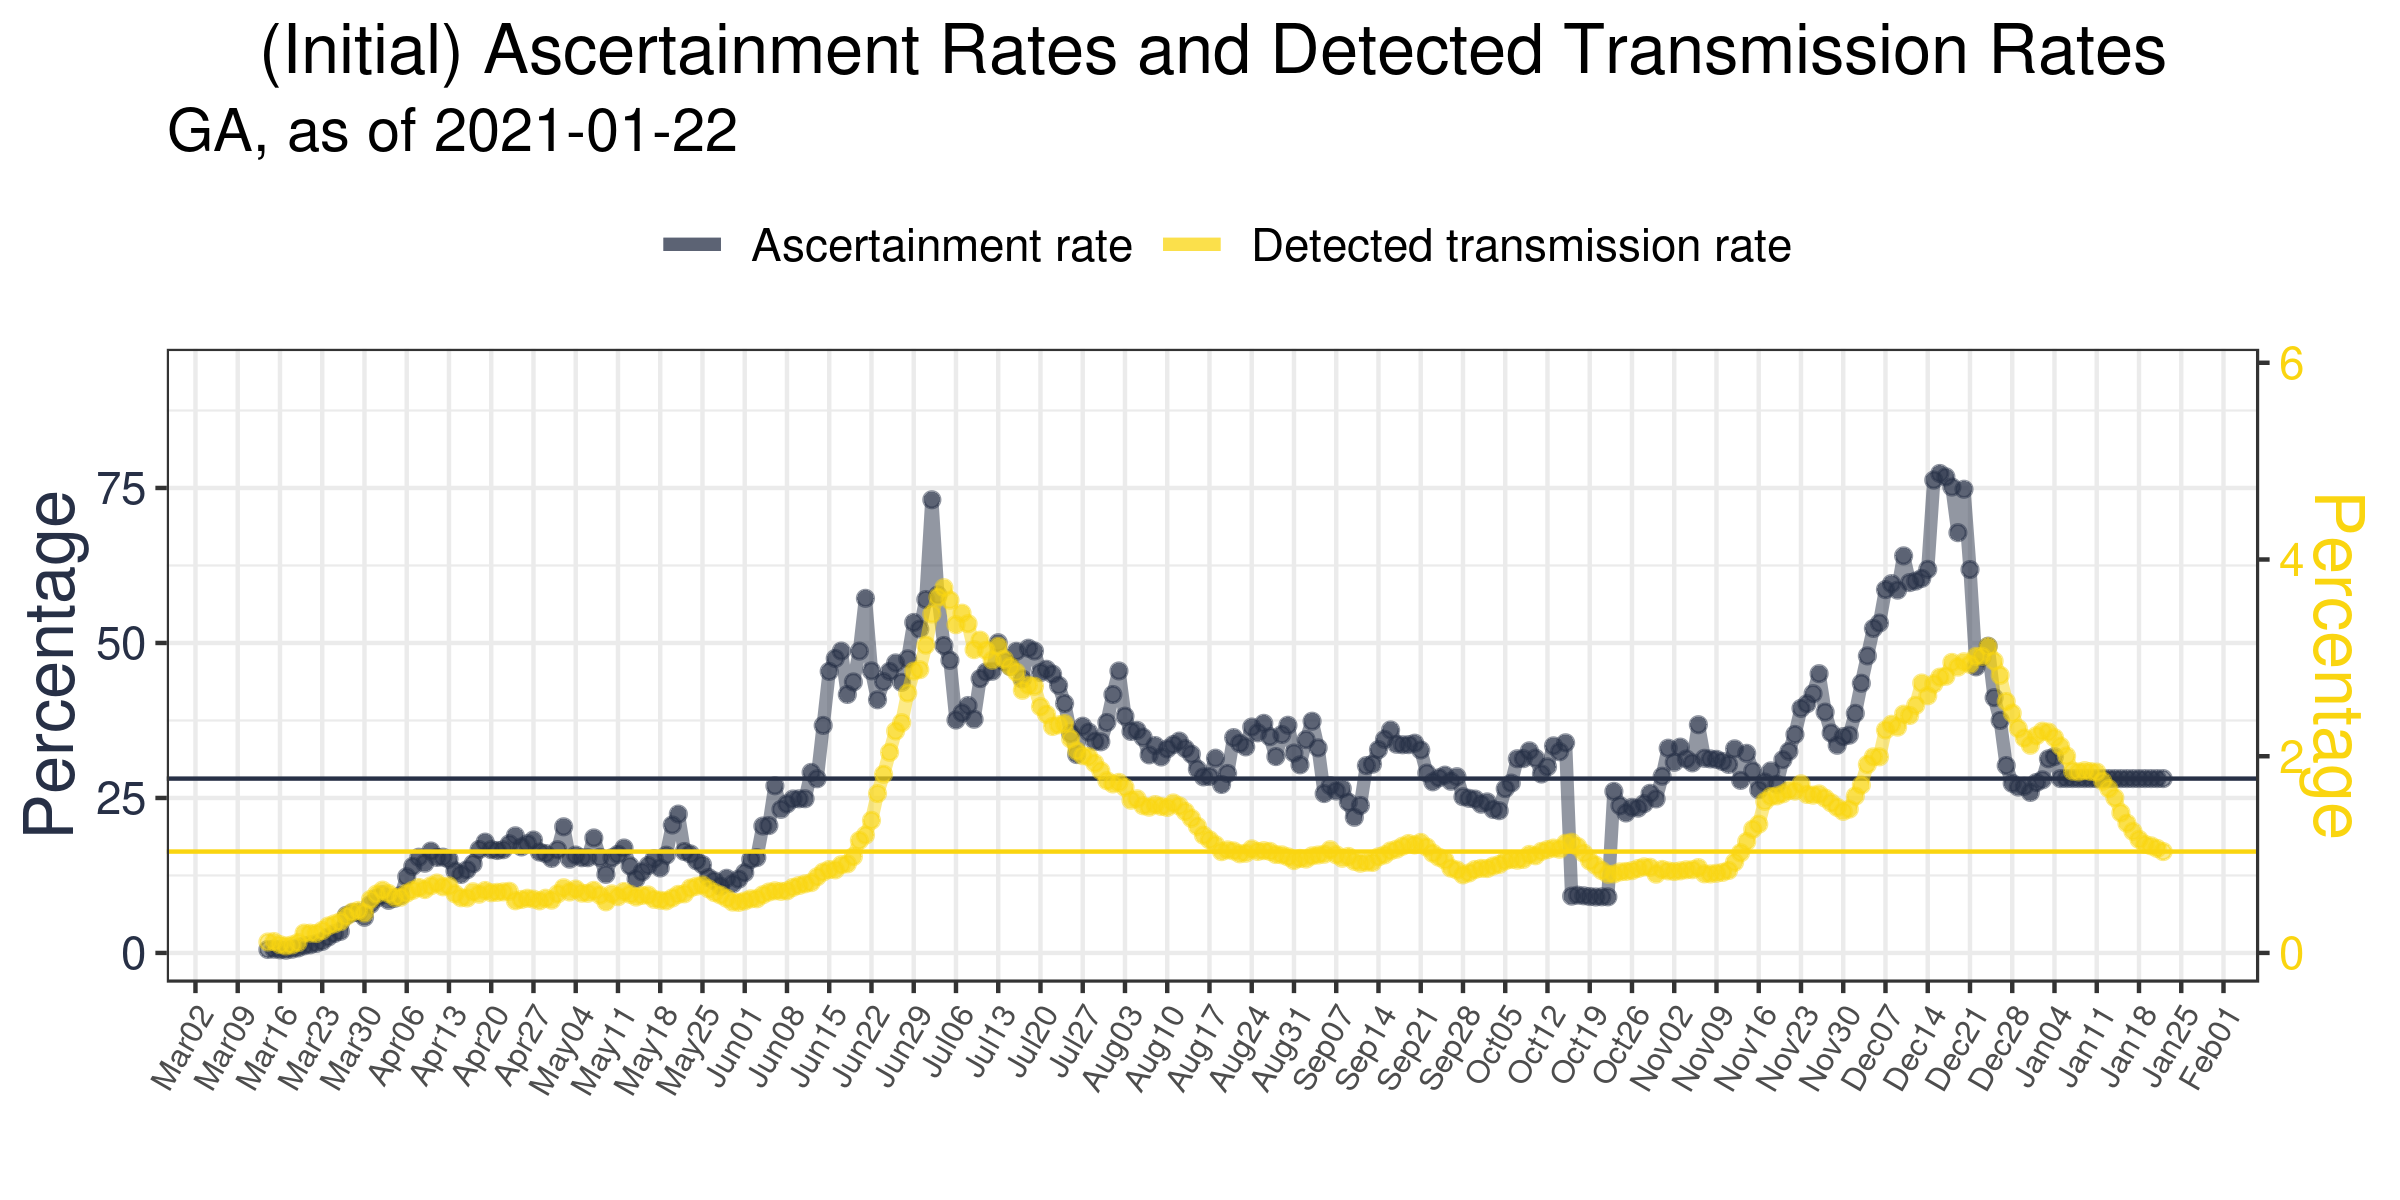 (Initial) Ascertainment Rates and Detected Transmission Rates
GA, as of 2021-01-22
Ascertainment rate
Detected transmission rate
Percentage
75
50
25
0
6
4
2
0
Percentage
Mar02
Mar09
Mar16
Mar23
Mar30
Apr06
Apr13
Apr20
Apr27
May04
May11
May18
May25
Jun01
Jun08
Jun15
Jun22
Jun29
Jul06
Jul13
Jul20
Jul27
Aug03
Aug10
Aug17
Aug24
Aug31
Sep07
Sep14
Sep21
Sep28
Oct05
Oct12
Oct19
Oct26
Nov02
Nov09
Nov16
Nov23
Nov30
Dec07
Dec14
Dec21
Dec28
Jan04
Jan11
Jan18
Jan25
Feb01